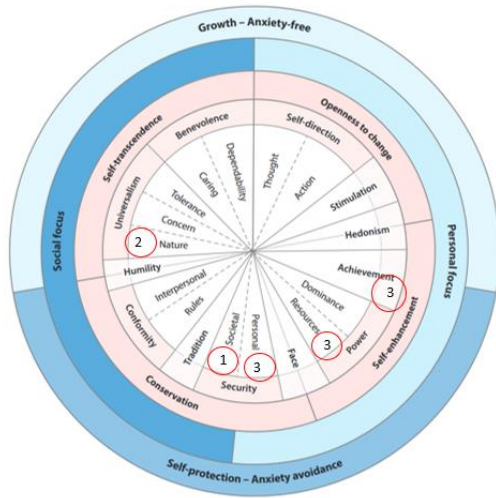 Growth – Anxiety-free
Social focus
Personal focus
Self-protection – Anxiety avoidance
Self-transcendence
Openness to change
Self-enhancement
Conservation
Benevolence
Self-direction
Universalism
Dependability
Caring
Thought
Action
Stimulation
Hedonism
Tolerance
Concern
Nature
2
Humility
Achievement
3
Interpersonal
Dominance
Conformity
Rules
Resources
3
Power
Tradition
Societal
1
Personal
3
Face
Security